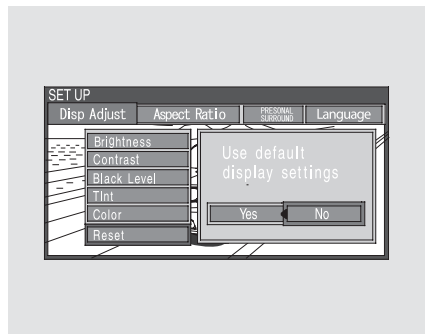 SET UP
Disp Adjust
Aspect Ratio
PRESONAL
SURROUND
Language
Brightness
Contrast
Black Level
TInt
Color
Reset
Use default
display settings
Yes
No